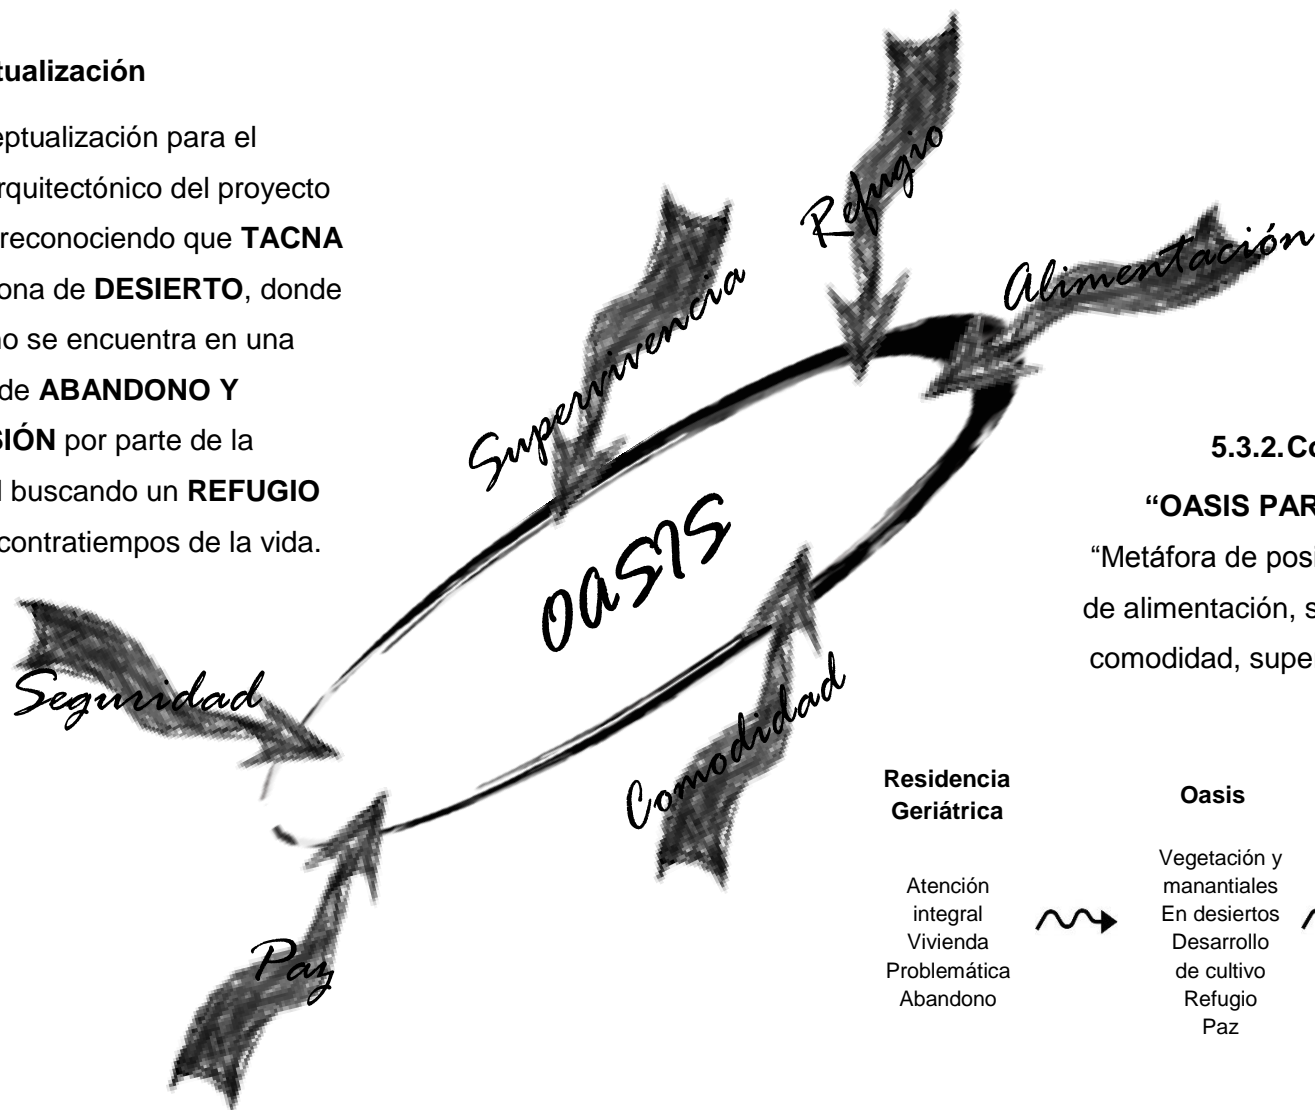 tualización
eptualización para el
rquitectónico del proyecto
reconociendo que TACNA
ona de DESIERTO, donde
no se encuentra en una
de ABANDONO Y
SIÓN por parte de la
l buscando un REFUGIO
contratiempos de la vida.
Refugio
Alimentación
Supervivencia
OASIS
Seguridad
Comodidad
Paz
5.3.2. Co
“OASIS PAR
“Metáfora de posi
de alimentación, s
comodidad, supe
Residencia
Geriátrica
Atención
integral
Vivienda
Problemática
Abandono
Oasis
Vegetación y
manantiales
En desiertos
Desarrollo
de cultivo
Refugio
Paz